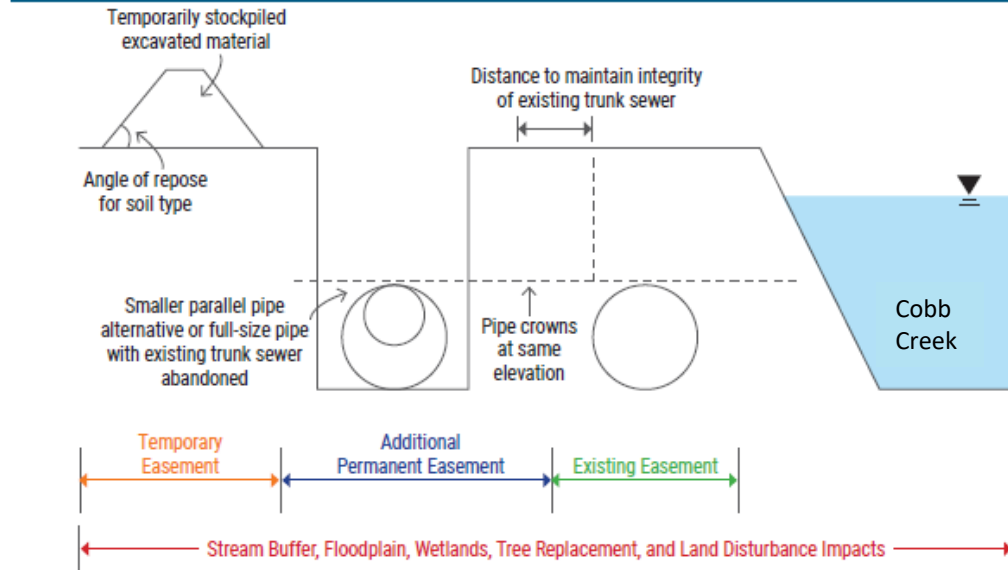 Temporarily stockpiled
excavated material
Distance to maintain integrity
of existing trunk sewer
Angle of repose
for soil type
Smaller parallel pipe
alternative or full-size pipe
with existing trunk sewer
abandoned
Pipe crowns
at same
elevation
Cobb
Creek
Temporary
Easement
Additional
Permanent Easement
Existing Easement
Stream Buffer, Floodplain, Wetlands, Tree Replacement, and Land Disturbance Impacts